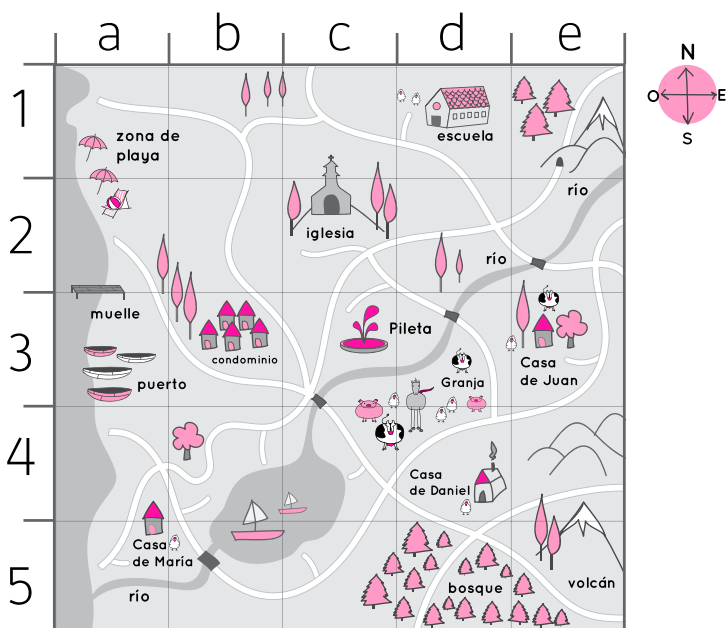 a b c d e
N
O E
S
1
2
3
4
5
zona de
playa
escuela
río
iglesia
río
muelle
Pileta
condominio
Casa
de Juan
puerto
Granja
Casa
de Daniel
Casa
de María
río
bosque
volcán